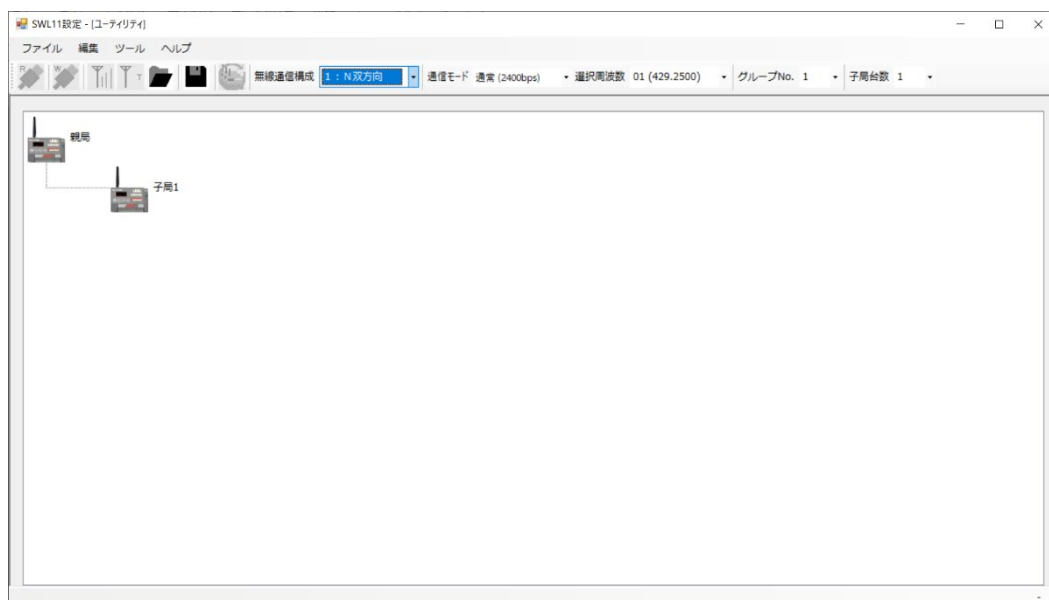 SWL11設定 - [ユーティリティ]
ファイル 編集 ツール ヘルプ
R W T 無線通信構成 1：N双方向 通信モード 通常 (2400bps) 選択周波数 01 (429.2500) グループNo. 1 子局台数 1
親局
子局1